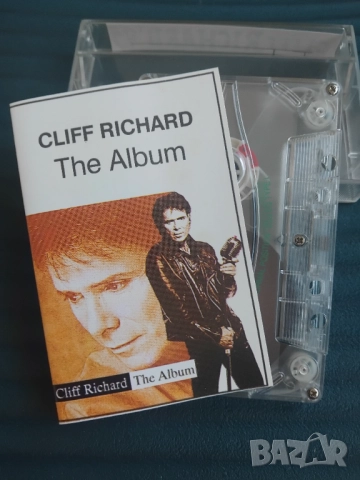 CLIFF RICHARD
The Album
Cliff Richard The Album
BAZAR